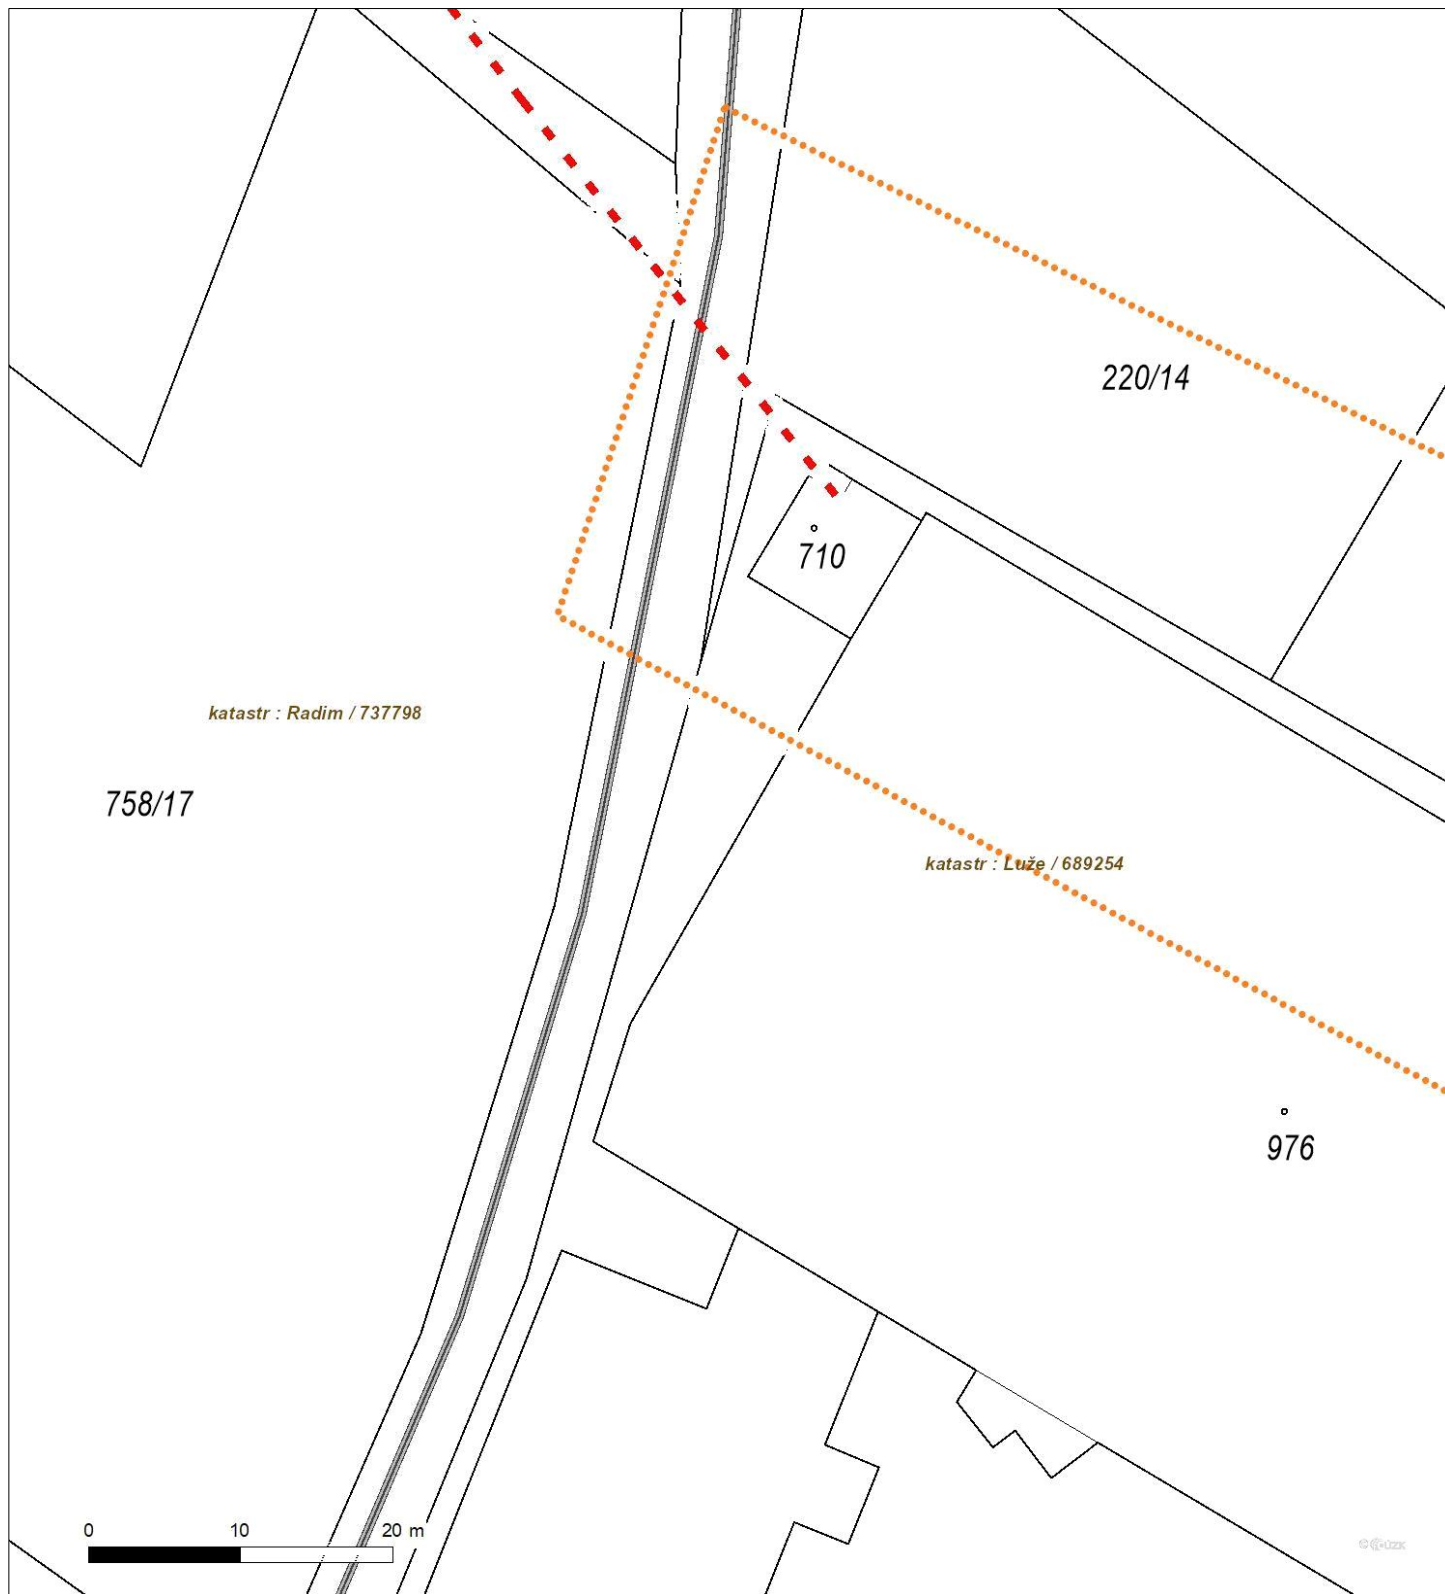 220/14
710
katastr : Radim / 737798
758/17
katastr : Luže / 689254
976
0 10 20 m